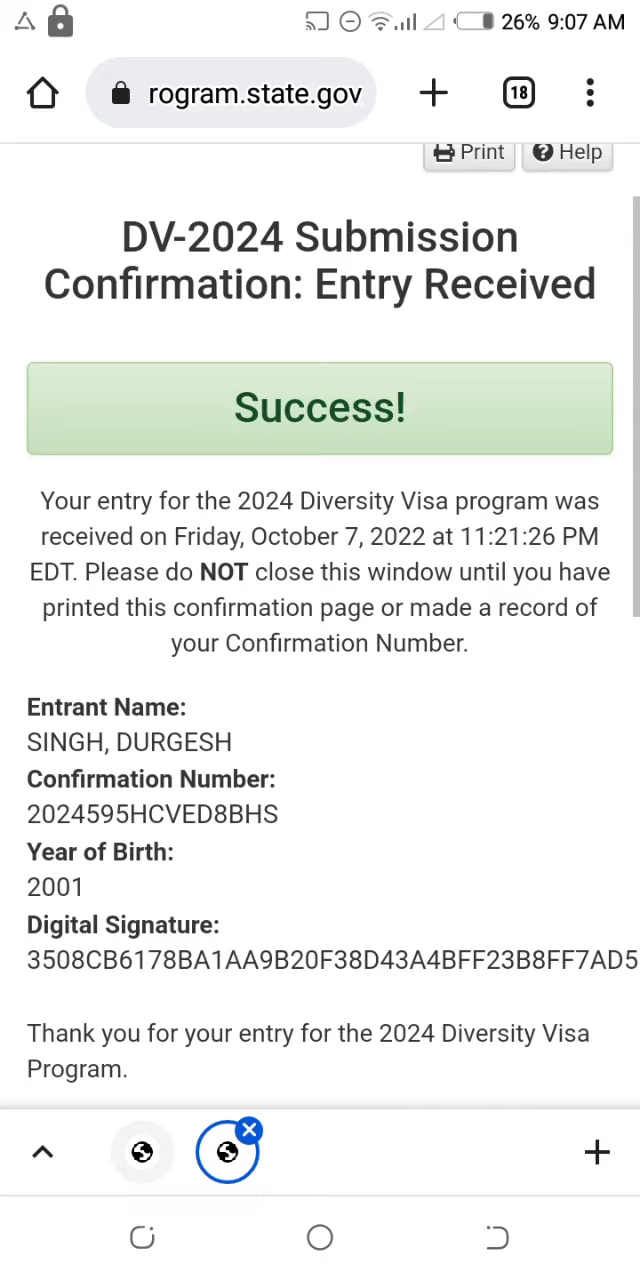 26% 9:07 AM
rogram.state.gov
18
Print
Help
DV-2024 Submission
Confirmation: Entry Received
Success!
Your entry for the 2024 Diversity Visa program was
received on Friday, October 7, 2022 at 11:21:26 PM
EDT. Please do NOT close this window until you have
printed this confirmation page or made a record of
your Confirmation Number.
Entrant Name:
SINGH, DURGESH
Confirmation Number:
2024595HCVED8BHS
Year of Birth:
2001
Digital Signature:
3508CB6178BA1AA9B20F38D43A4BFF23B8FF7AD5
Thank you for your entry for the 2024 Diversity Visa
Program.